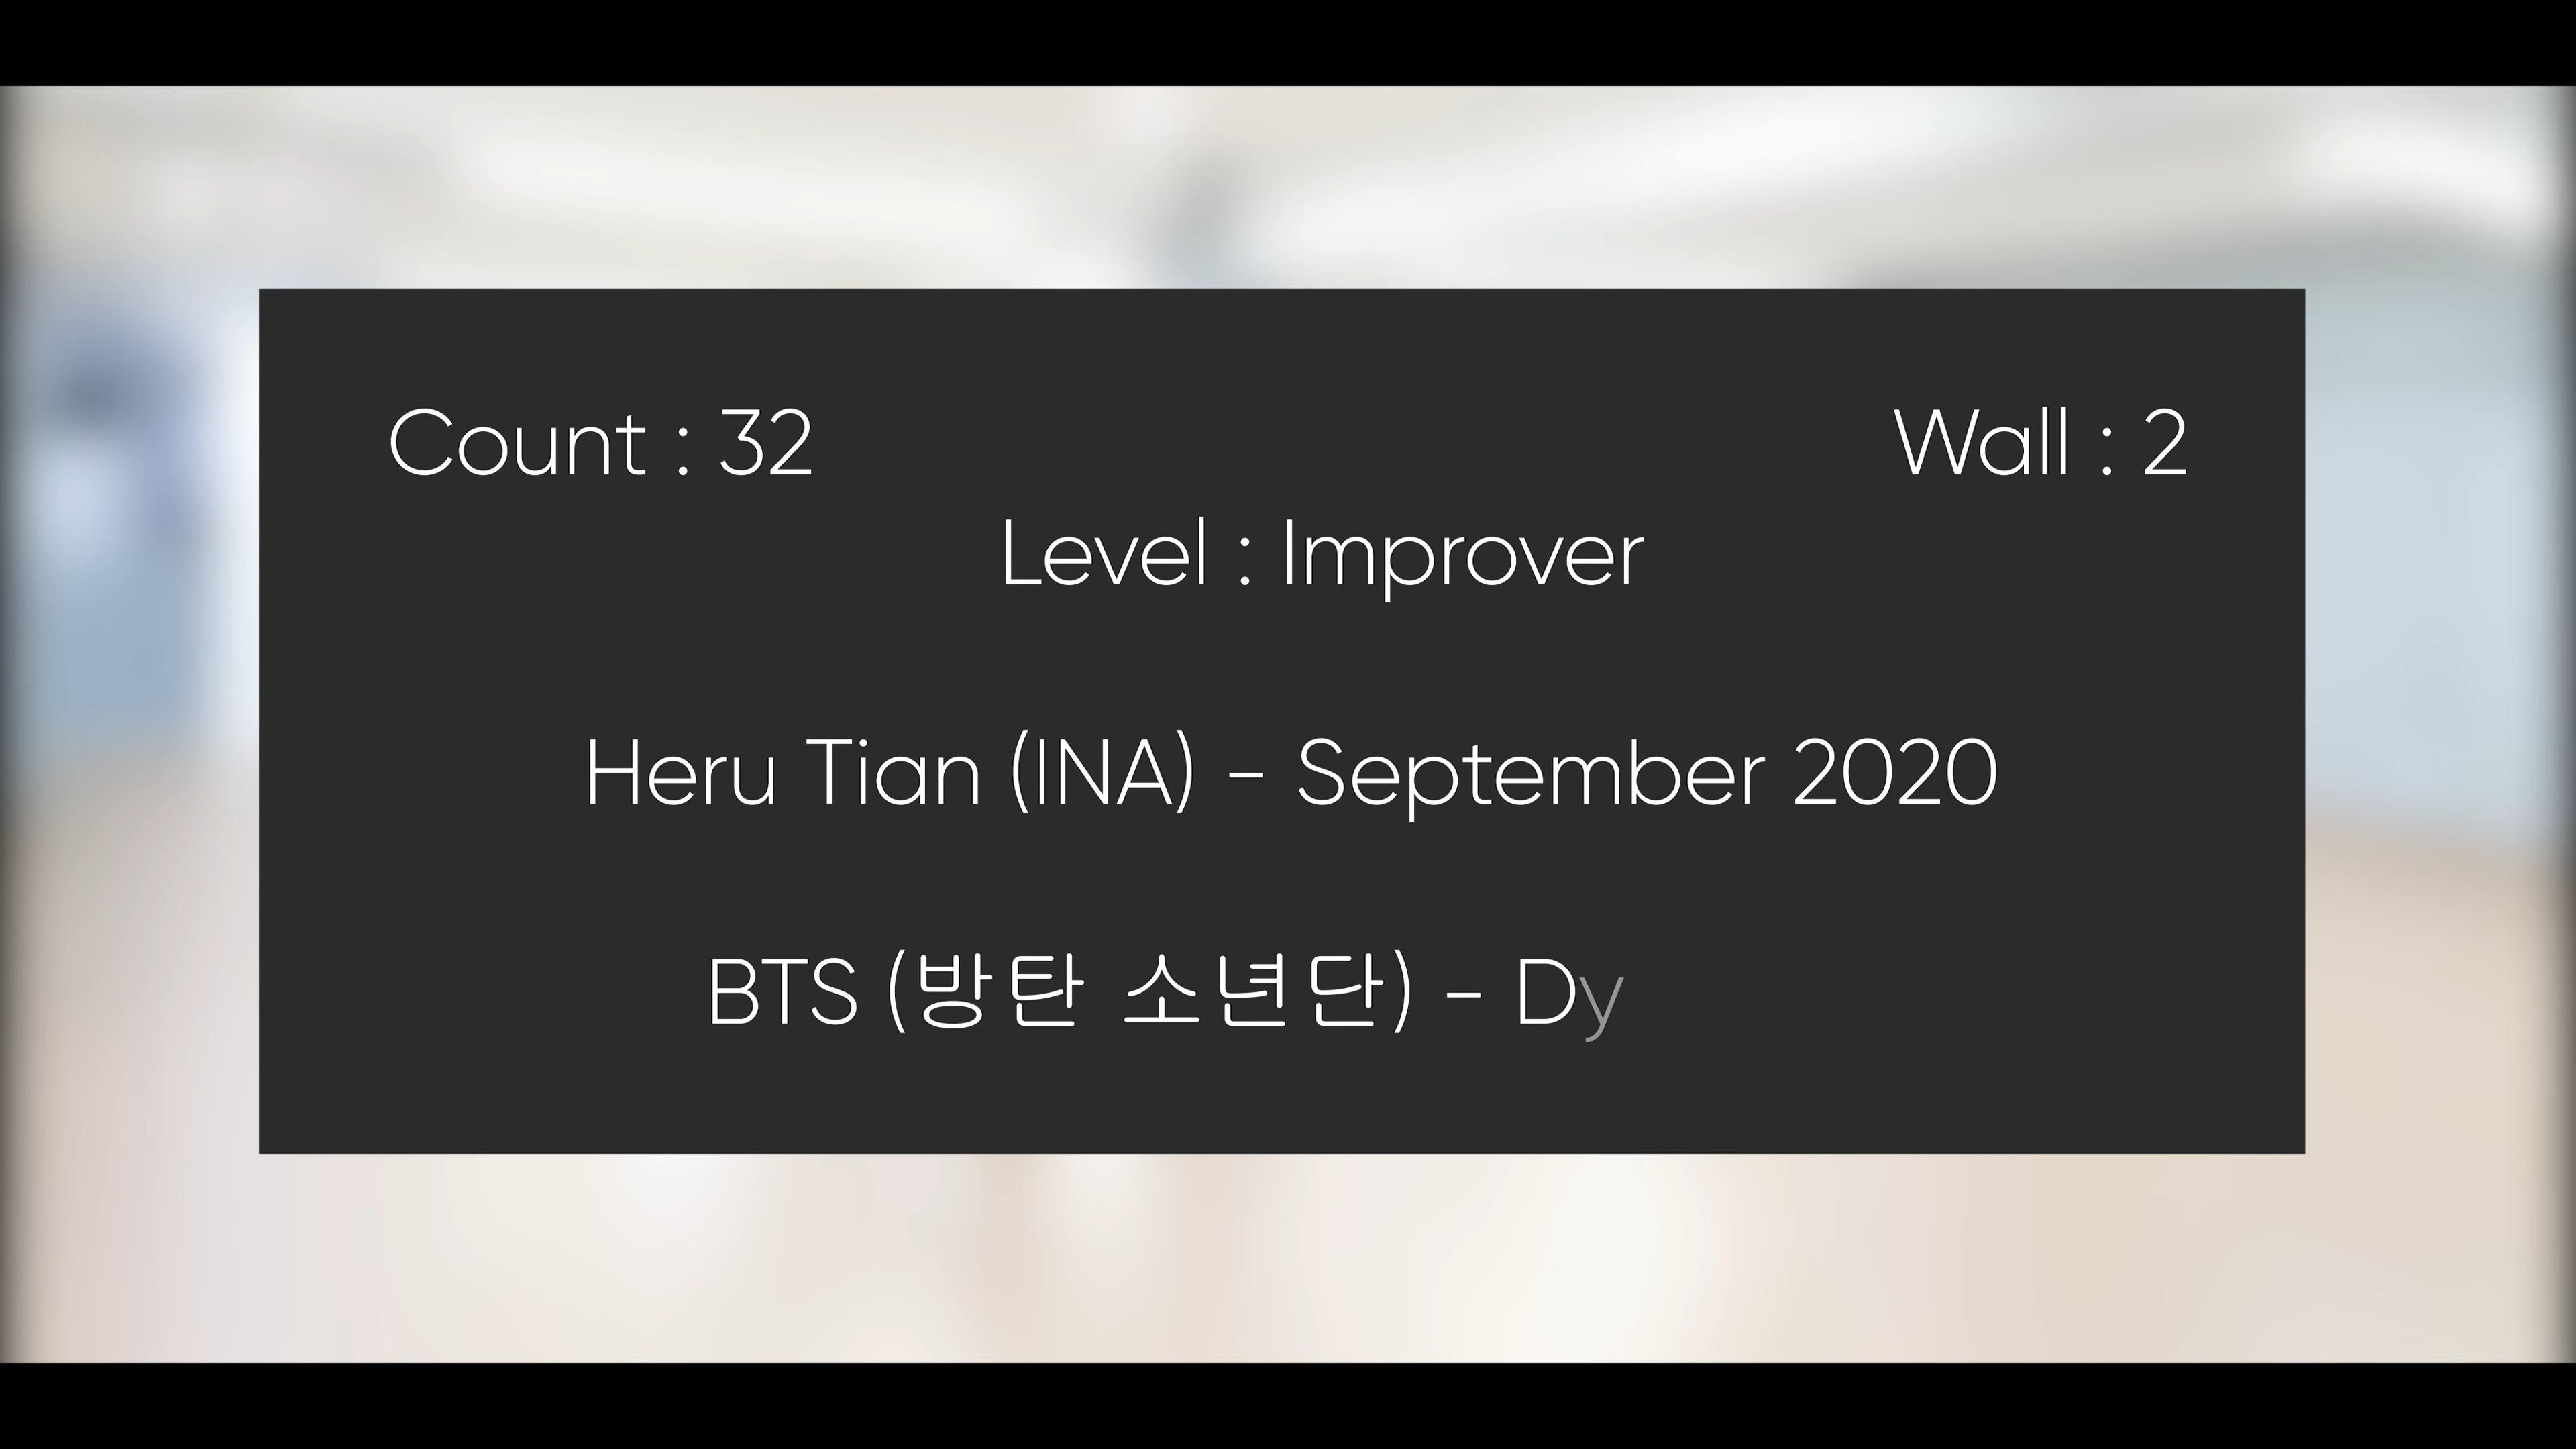 Count : 32 Wall : 2
Level : Improver
Heru Tian (INA) - September 2020
BTS (방탄 소년단) - Dy